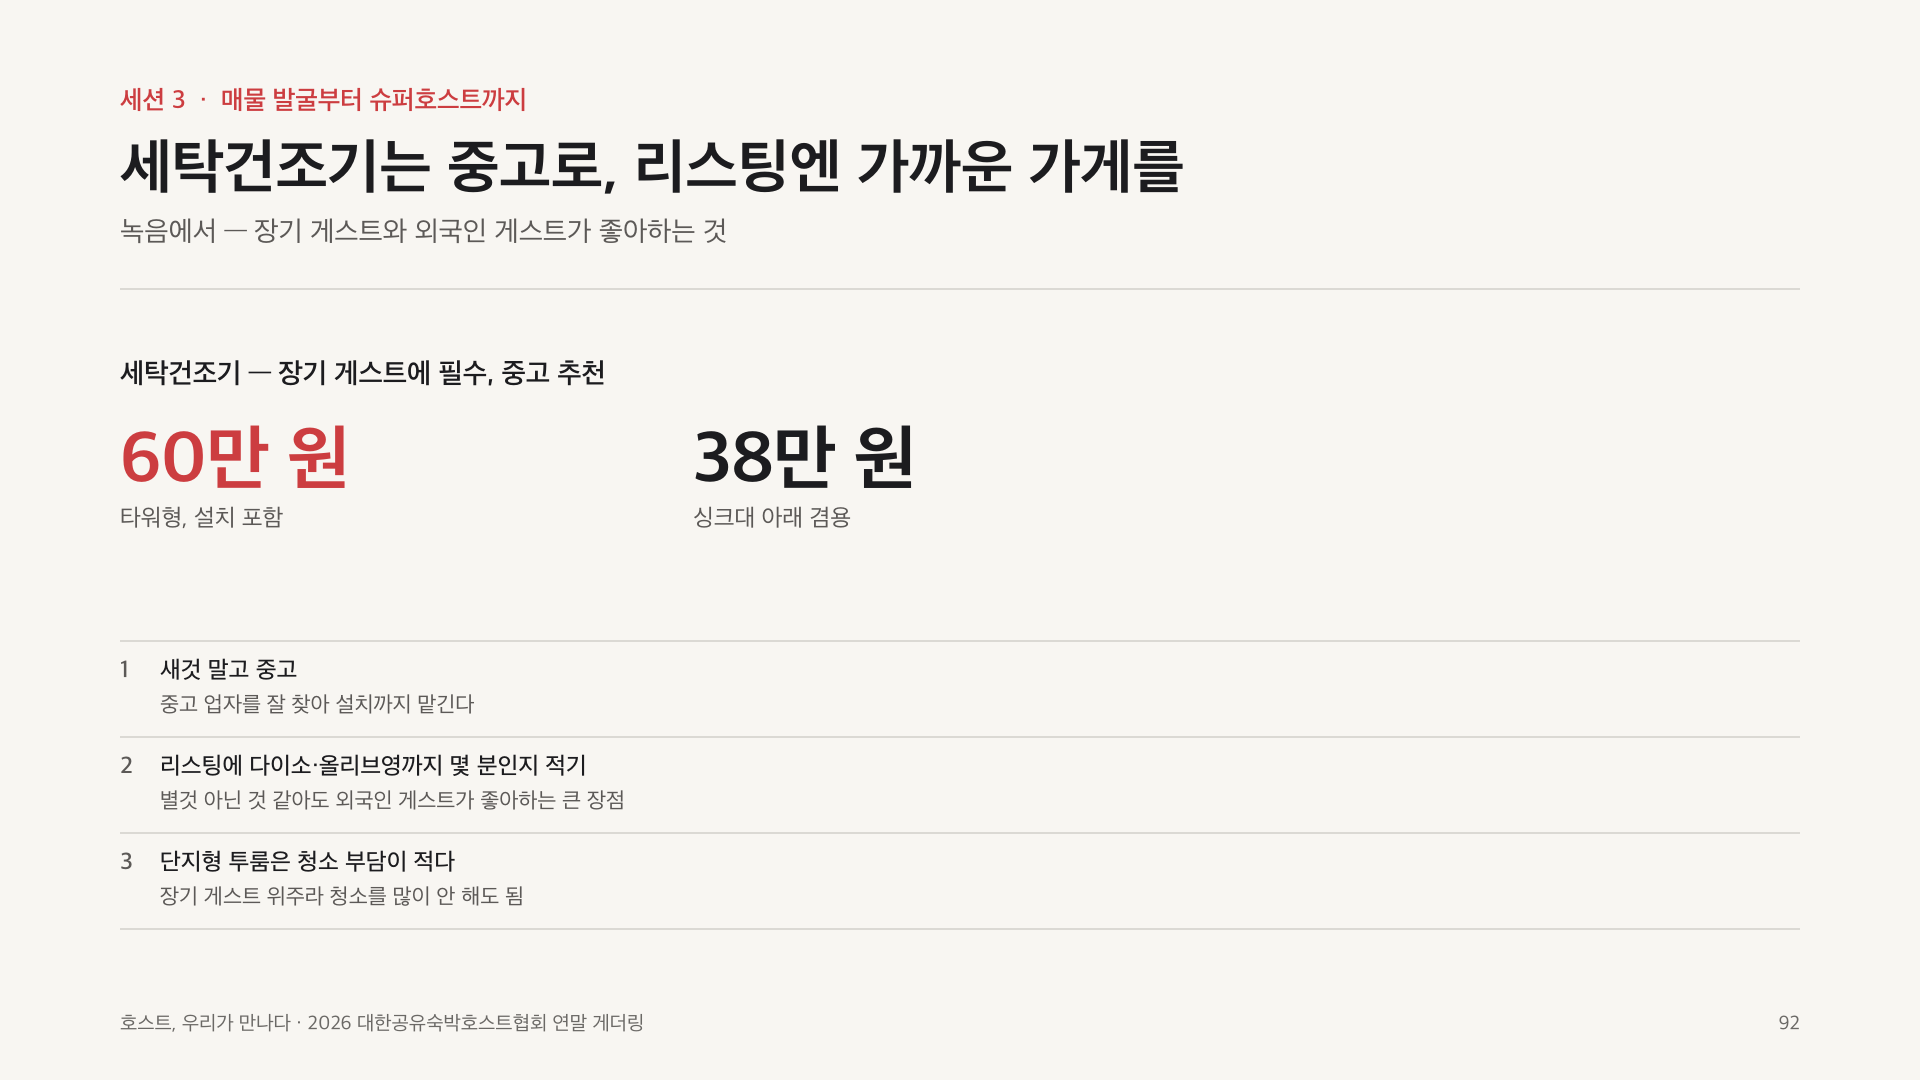 세션 3 · 매물 발굴부터 슈퍼호스트까지
세탁건조기는 중고로, 리스팅엔 가까운 가게를
녹음에서 — 장기 게스트와 외국인 게스트가 좋아하는 것
세탁건조기 — 장기 게스트에 필수, 중고 추천
60만 원
타워형, 설치 포함
38만 원
싱크대 아래 겸용
1 새것 말고 중고
중고 업자를 잘 찾아 설치까지 맡긴다
2 리스팅에 다이소·올리브영까지 몇 분인지 적기
별것 아닌 것 같아도 외국인 게스트가 좋아하는 큰 장점
3 단지형 투룸은 청소 부담이 적다
장기 게스트 위주라 청소를 많이 안 해도 됨
호스트, 우리가 만나다 · 2026 대한공유숙박호스트협회 연말 게더링
92